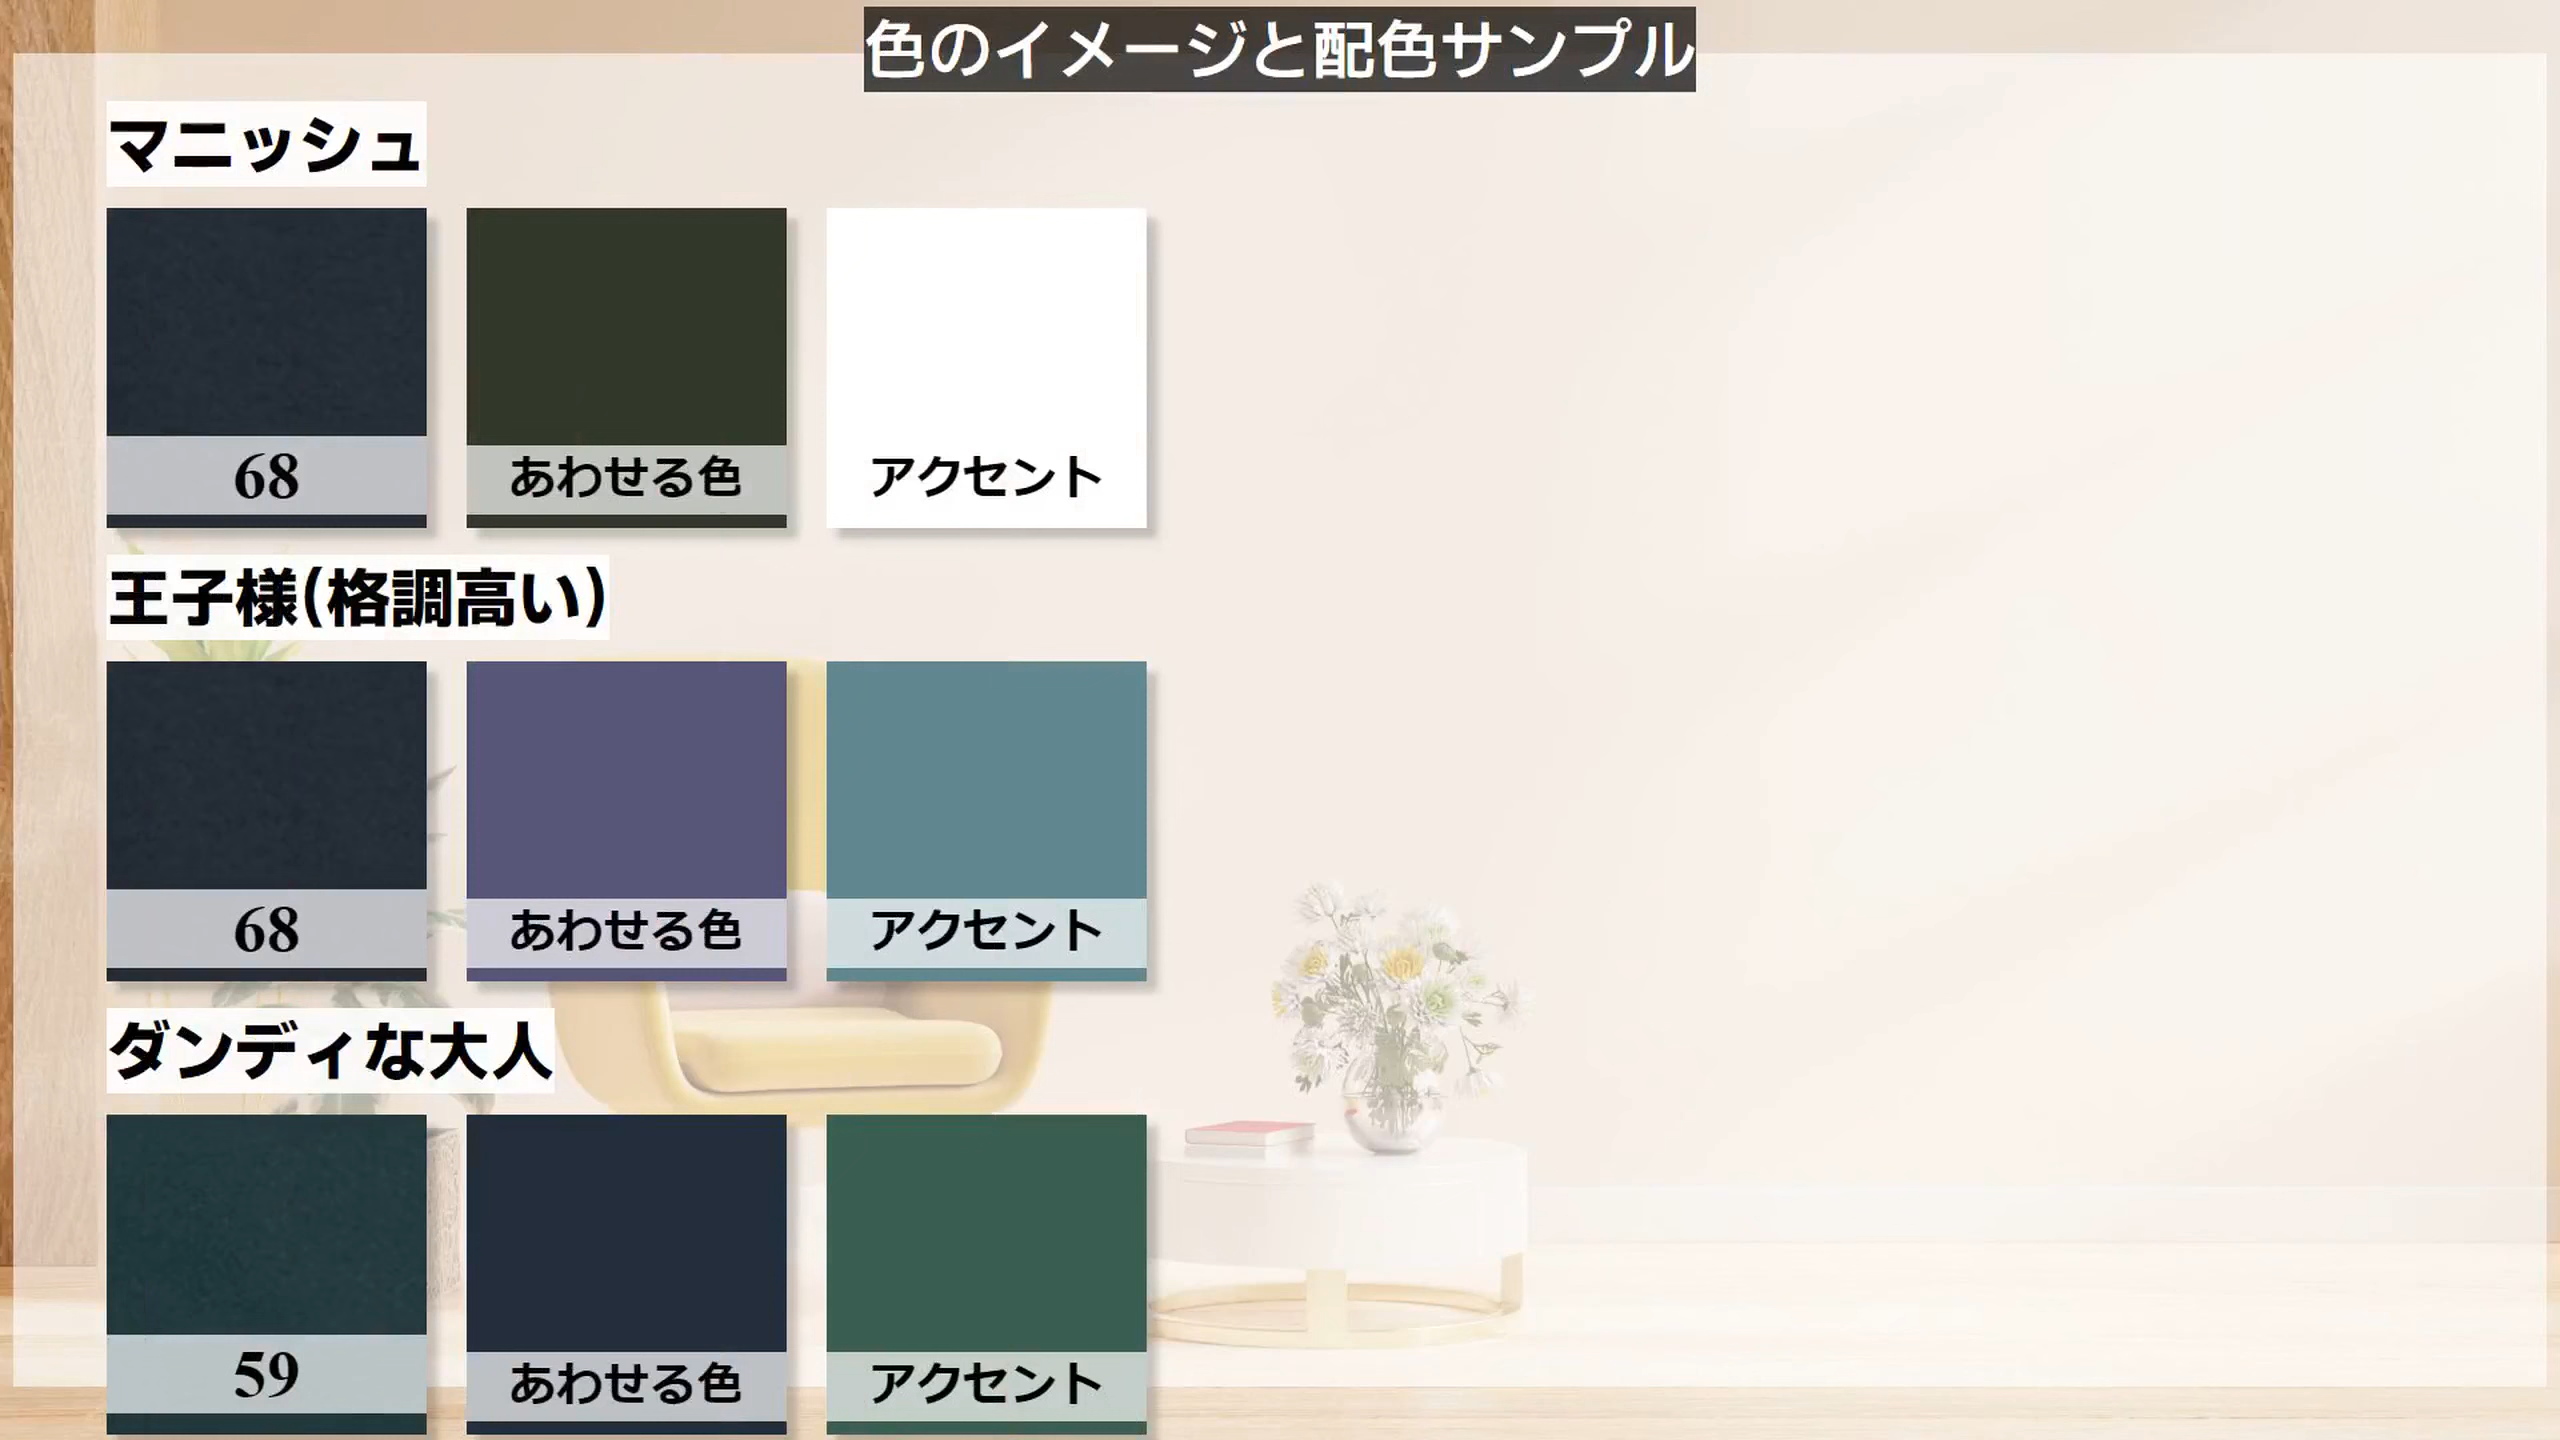 色のイメージと配色サンプル
マニッシュ
68
あわせる色
アクセント
王子様(格調高い)
68
あわせる色
アクセント
ダンディな大人
59
あわせる色
アクセント